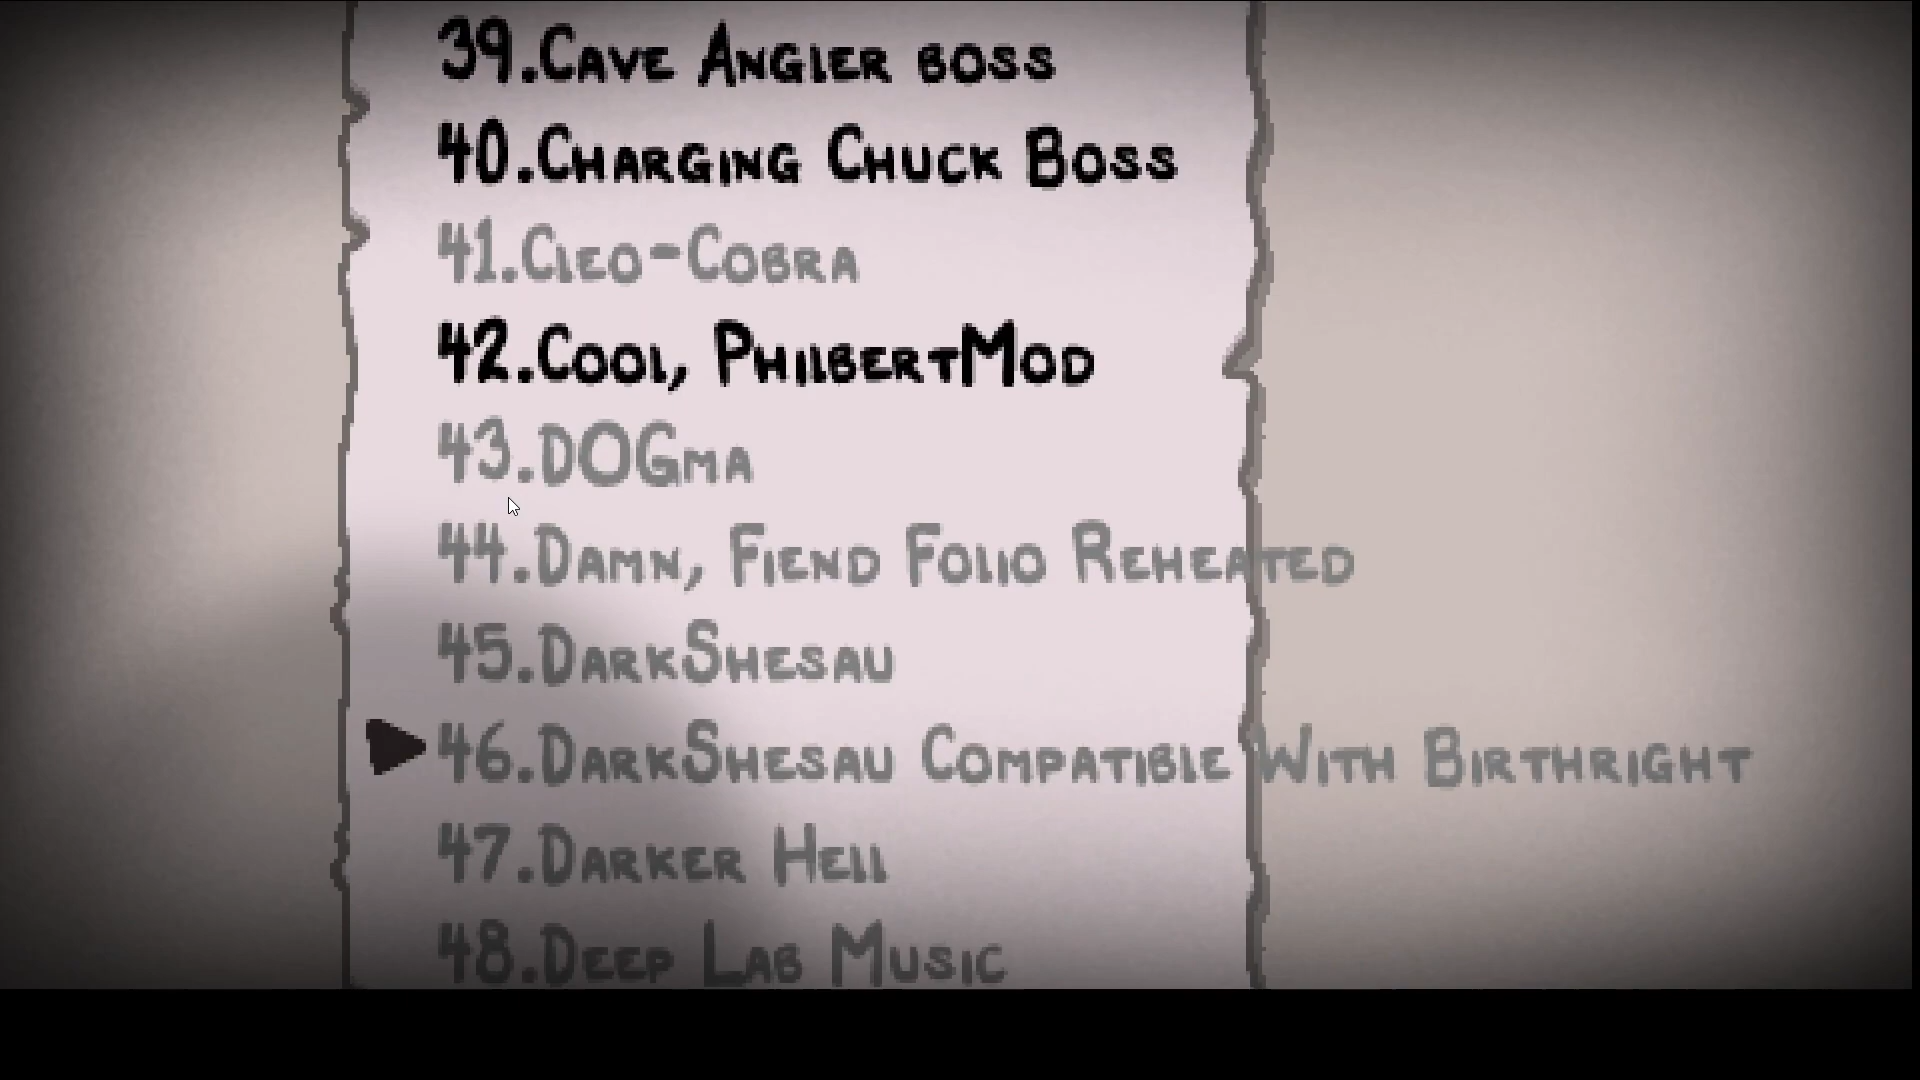 39.Cave Angler boss
40.Charging Chuck Boss
41.Cleo-Cobra
42.Cool, PhilbertMod
43.DOGma
44.Damn, Fiend Folio Reheated
45.DarkShesau
46.DarkShesau Compatible With Birthright
47.Darker Hell
48.Deep Lab Music